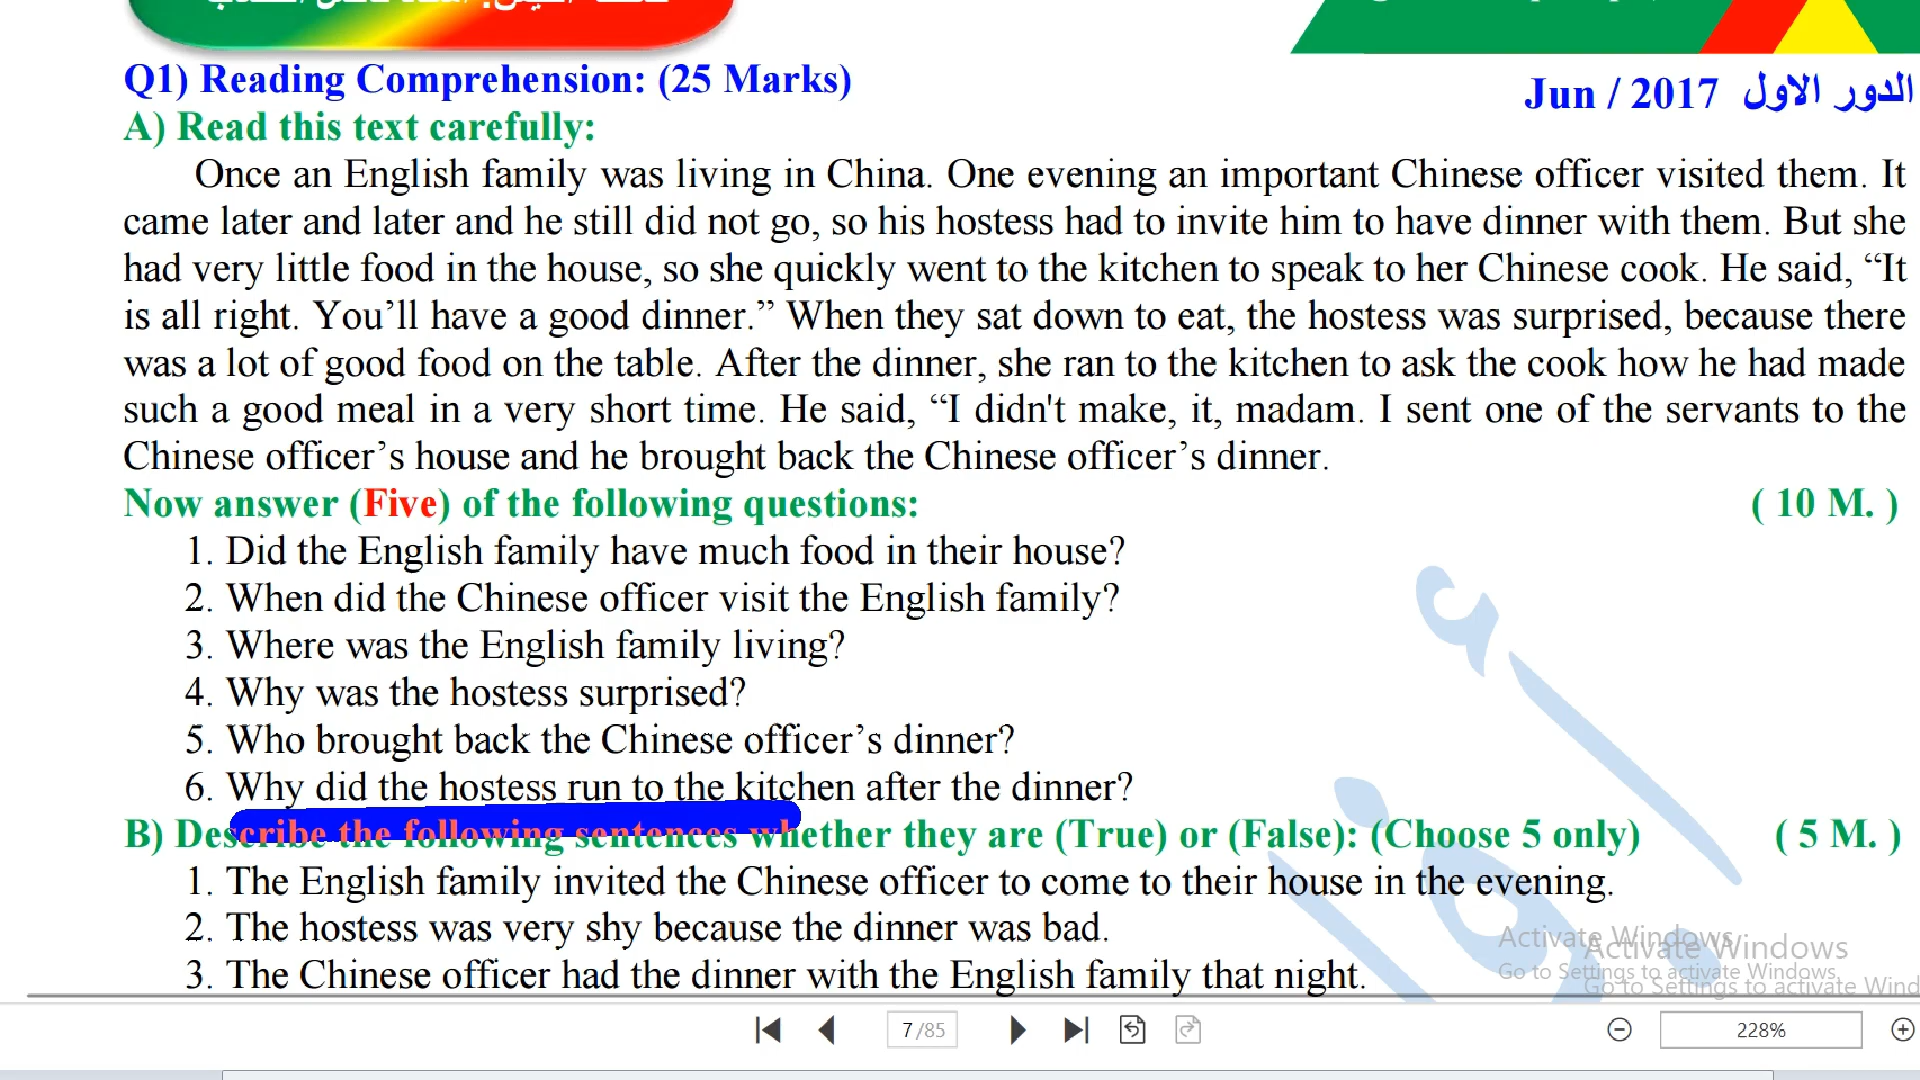 Q1) Reading Comprehension: (25 Marks)
Jun / 2017 الدور الاول
A) Read this text carefully:
Once an English family was living in China. One evening an important Chinese officer visited them. It
came later and later and he still did not go, so his hostess had to invite him to have dinner with them. But she
had very little food in the house, so she quickly went to the kitchen to speak to her Chinese cook. He said, “It
is all right. You’ll have a good dinner.” When they sat down to eat, the hostess was surprised, because there
was a lot of good food on the table. After the dinner, she ran to the kitchen to ask the cook how he had made
such a good meal in a very short time. He said, “I didn't make, it, madam. I sent one of the servants to the
Chinese officer’s house and he brought back the Chinese officer’s dinner.
Now answer (Five) of the following questions: ( 10 M. )
1. Did the English family have much food in their house?
2. When did the Chinese officer visit the English family?
3. Where was the English family living?
4. Why was the hostess surprised?
5. Who brought back the Chinese officer’s dinner?
6. Why did the hostess run to the kitchen after the dinner?
B) Describe the following sentences whether they are (True) or (False): (Choose 5 only) ( 5 M. )
1. The English family invited the Chinese officer to come to their house in the evening.
2. The hostess was very shy because the dinner was bad.
3. The Chinese officer had the dinner with the English family that night.
Activate Windows
Go to Settings to activate Windows.
Activate Windows
Go to Settings to activate Wind
7 /85
228%